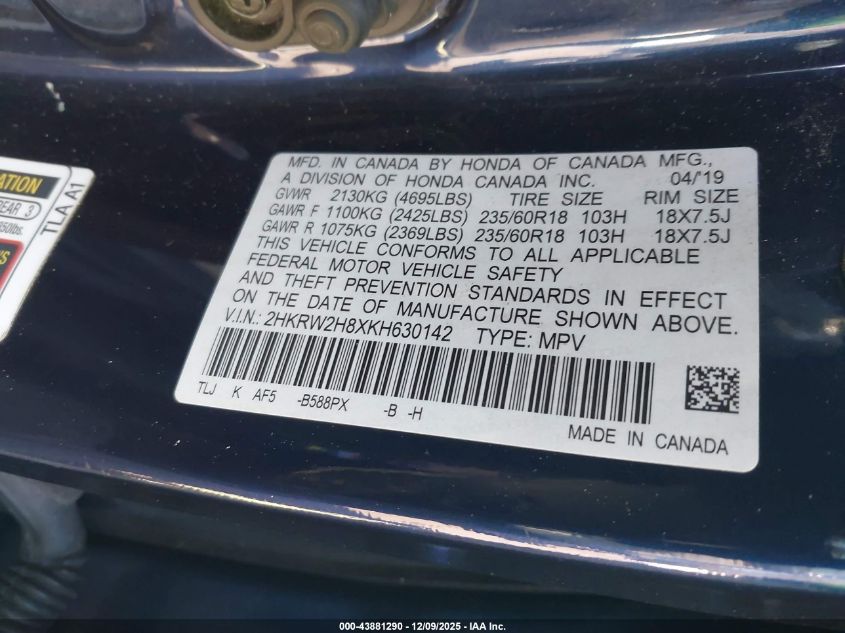 ATION
REAR 3
TLA A1
MFD. IN CANADA BY HONDA OF CANADA MFG.,
A DIVISION OF HONDA CANADA INC. 04/'19
GVWR 2130KG (4695LBS) TIRE SIZE RIM SIZE
GAWR F 1100KG (2425LBS) 235/60R18 103H 18X7.5J
GAWR R 1075KG (2369LBS) 235/60R18 103H 18X7.5J
THIS VEHICLE CONFORMS TO ALL APPLICABLE
FEDERAL MOTOR VEHICLE SAFETY
AND THEFT PREVENTION STANDARDS IN EFFECT
ON THE DATE OF MANUFACTURE SHOWN ABOVE.
V.I.N.: 2HKRW2H8XKH630142 TYPE: MPV
TLJ K AF5 -B588PX -B -H
MADE IN CANADA
000-43881290 - 12/09/2025 - IAA Inc.